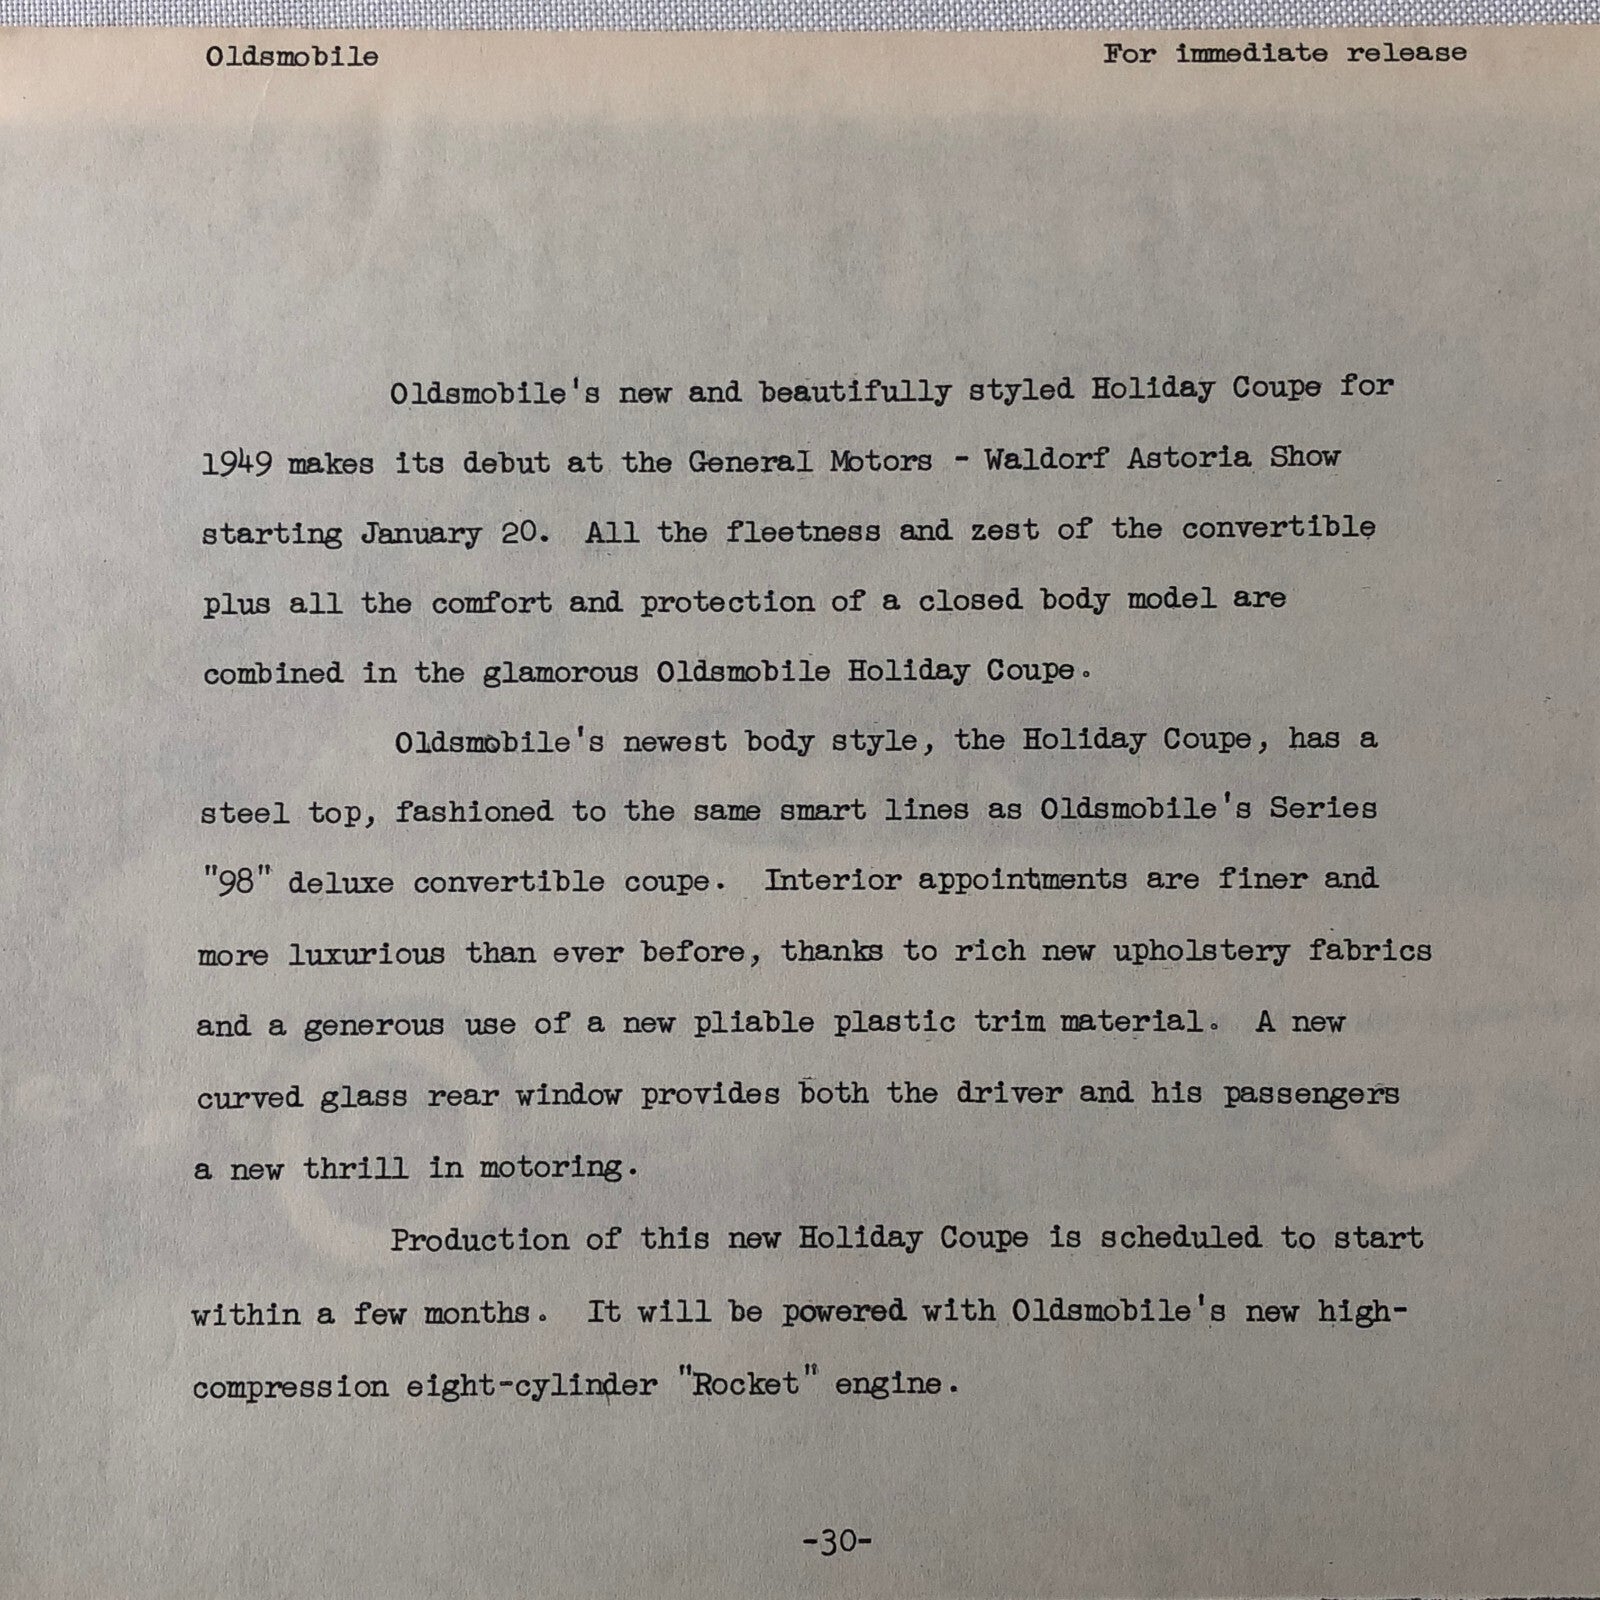 Oldsmobile For immediate release
Oldsmobile's new and beautifully styled Holiday Coupe for
1949 makes its debut at the General Motors - Waldorf Astoria Show
starting January 20. All the fleetness and zest of the convertible
plus all the comfort and protection of a closed body model are
combined in the glamorous Oldsmobile Holiday Coupe.
Oldsmobile's newest body style, the Holiday Coupe, has a
steel top, fashioned to the same smart lines as Oldsmobile's Series
"98" deluxe convertible coupe. Interior appointments are finer and
more luxurious than ever before, thanks to rich new upholstery fabrics
and a generous use of a new pliable plastic trim material. A new
curved glass rear window provides both the driver and his passengers
a new thrill in motoring.
Production of this new Holiday Coupe is scheduled to start
within a few months. It will be powered with Oldsmobile's new high-
compression eight-cylinder "Rocket" engine.
-30-